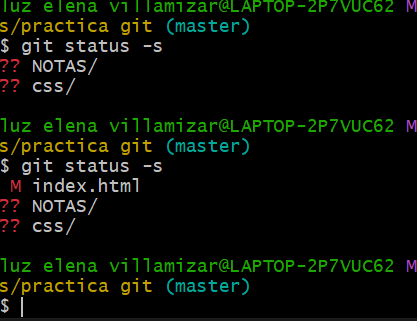 luz elena villamizar@LAPTOP-2P7VUC62 M
s/practica git (master)
$ git status -s
?? NOTAS/
?? css/
luz elena villamizar@LAPTOP-2P7VUC62 M
s/practica git (master)
$ git status -s
 M index.html
?? NOTAS/
?? css/
luz elena villamizar@LAPTOP-2P7VUC62 M
s/practica git (master)
$